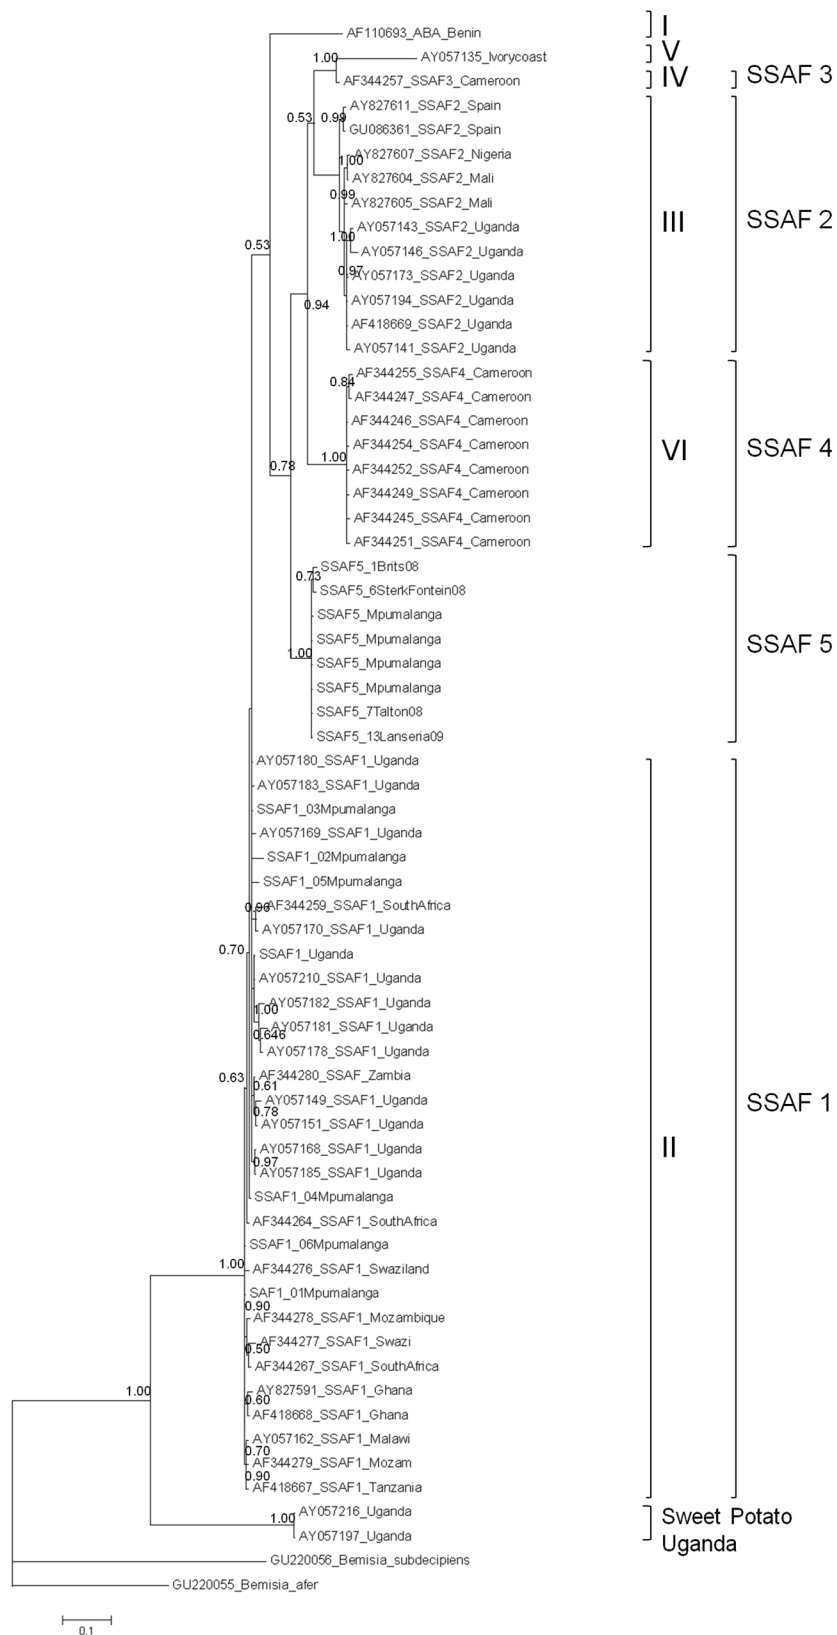 AF110693_ABA_Benin
I
AY057135_Ivorycoast
V
1.00
AF344257_SSAF3_Cameroon
IV
SSAF 3
AY827611_SSAF2_Spain
0.53
0.99
GU086361_SSAF2_Spain
AY827607_SSAF2_Nigeria
1.00
AY827604_SSAF2_Mali
0.99
AY827605_SSAF2_Mali
III
SSAF 2
AY057143_SSAF2_Uganda
1.00
0.53
AY057146_SSAF2_Uganda
0.97
AY057173_SSAF2_Uganda
AY057194_SSAF2_Uganda
0.94
AF418669_SSAF2_Uganda
AY057141_SSAF2_Uganda
AF344255_SSAF4_Cameroon
0.84
AF344247_SSAF4_Cameroon
AF344246_SSAF4_Cameroon
AF344254_SSAF4_Cameroon
VI
SSAF 4
1.00
0.78
AF344252_SSAF4_Cameroon
AF344249_SSAF4_Cameroon
AF344245_SSAF4_Cameroon
AF344251_SSAF4_Cameroon
SSAF5_1Brits08
0.73
SSAF5_6SterkFontein08
SSAF5_Mpumalanga
SSAF5_Mpumalanga
SSAF 5
1.00
SSAF5_Mpumalanga
SSAF5_Mpumalanga
SSAF5_7Talton08
SSAF5_13Lanseria09
AY057180_SSAF1_Uganda
AY057183_SSAF1_Uganda
SSAF1_03Mpumalanga
AY057169_SSAF1_Uganda
SSAF1_02Mpumalanga
SSAF1_05Mpumalanga
0.96
AF344259_SSAF1_SouthAfrica
AY057170_SSAF1_Uganda
0.70
SSAF1_Uganda
AY057210_SSAF1_Uganda
AY057182_SSAF1_Uganda
1.00
AY057181_SSAF1_Uganda
0.646
AY057178_SSAF1_Uganda
0.63
AF344280_SSAF_Zambia
0.61
AY057149_SSAF1_Uganda
0.78
SSAF 1
AY057151_SSAF1_Uganda
AY057168_SSAF1_Uganda
II
0.97
AY057185_SSAF1_Uganda
SSAF1_04Mpumalanga
AF344264_SSAF1_SouthAfrica
SSAF1_06Mpumalanga
1.00
AF344276_SSAF1_Swaziland
SAF1_01Mpumalanga
0.90
AF344278_SSAF1_Mozambique
AF344277_SSAF1_Swazi
0.50
AF344267_SSAF1_SouthAfrica
1.00
AY827591_SSAF1_Ghana
0.60
AF418668_SSAF1_Ghana
AY057162_SSAF1_Malawi
0.70
AF344279_SSAF1_Mozam
0.90
AF418667_SSAF1_Tanzania
AY057216_Uganda
1.00
Sweet Potato
AY057197_Uganda
Uganda
GU220056_Bemisia_subdecipiens
GU220055_Bemisia_afer
0.1